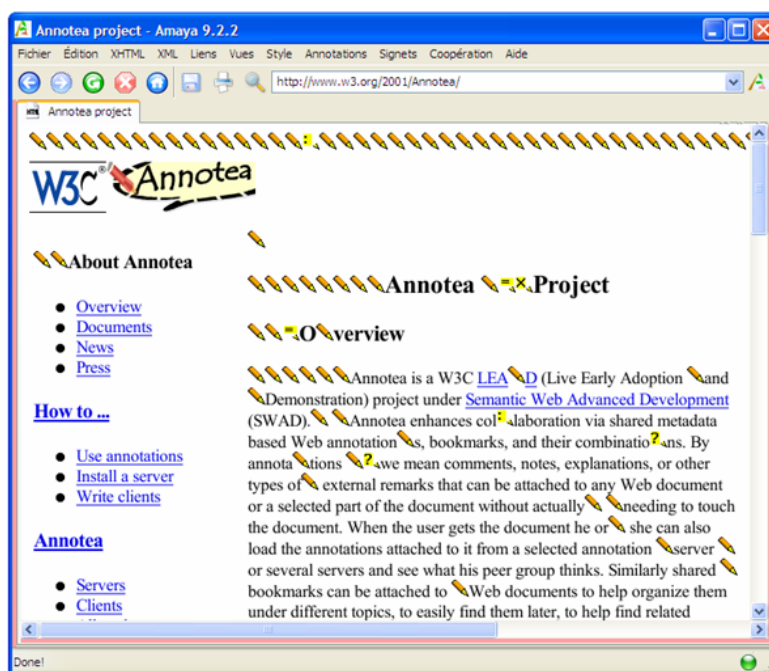 Annotea project - Amaya 9.2.2
Fichier Édition XHTML XML Liens Vues Style Annotations Signets Coopération Aide
http://www.w3.org/2001/Annotea/
Annotea project
W3C® Annotea
About Annotea
Overview
Documents
News
Press
How to ...
Use annotations
Install a server
Write clients
Annotea
Servers
Clients
Annotea Project
Overview
Annotea is a W3C LEAD (Live Early Adoption and
Demonstration) project under Semantic Web Advanced Development
(SWAD). Annotea enhances collaboration via shared metadata
based Web annotations, bookmarks, and their combinations. By
annotations we mean comments, notes, explanations, or other
types of external remarks that can be attached to any Web document
or a selected part of the document without actually needing to touch
the document. When the user gets the document he or she can also
load the annotations attached to it from a selected annotation server
or several servers and see what his peer group thinks. Similarly shared
bookmarks can be attached to Web documents to help organize them
under different topics, to easily find them later, to help find related
Done!